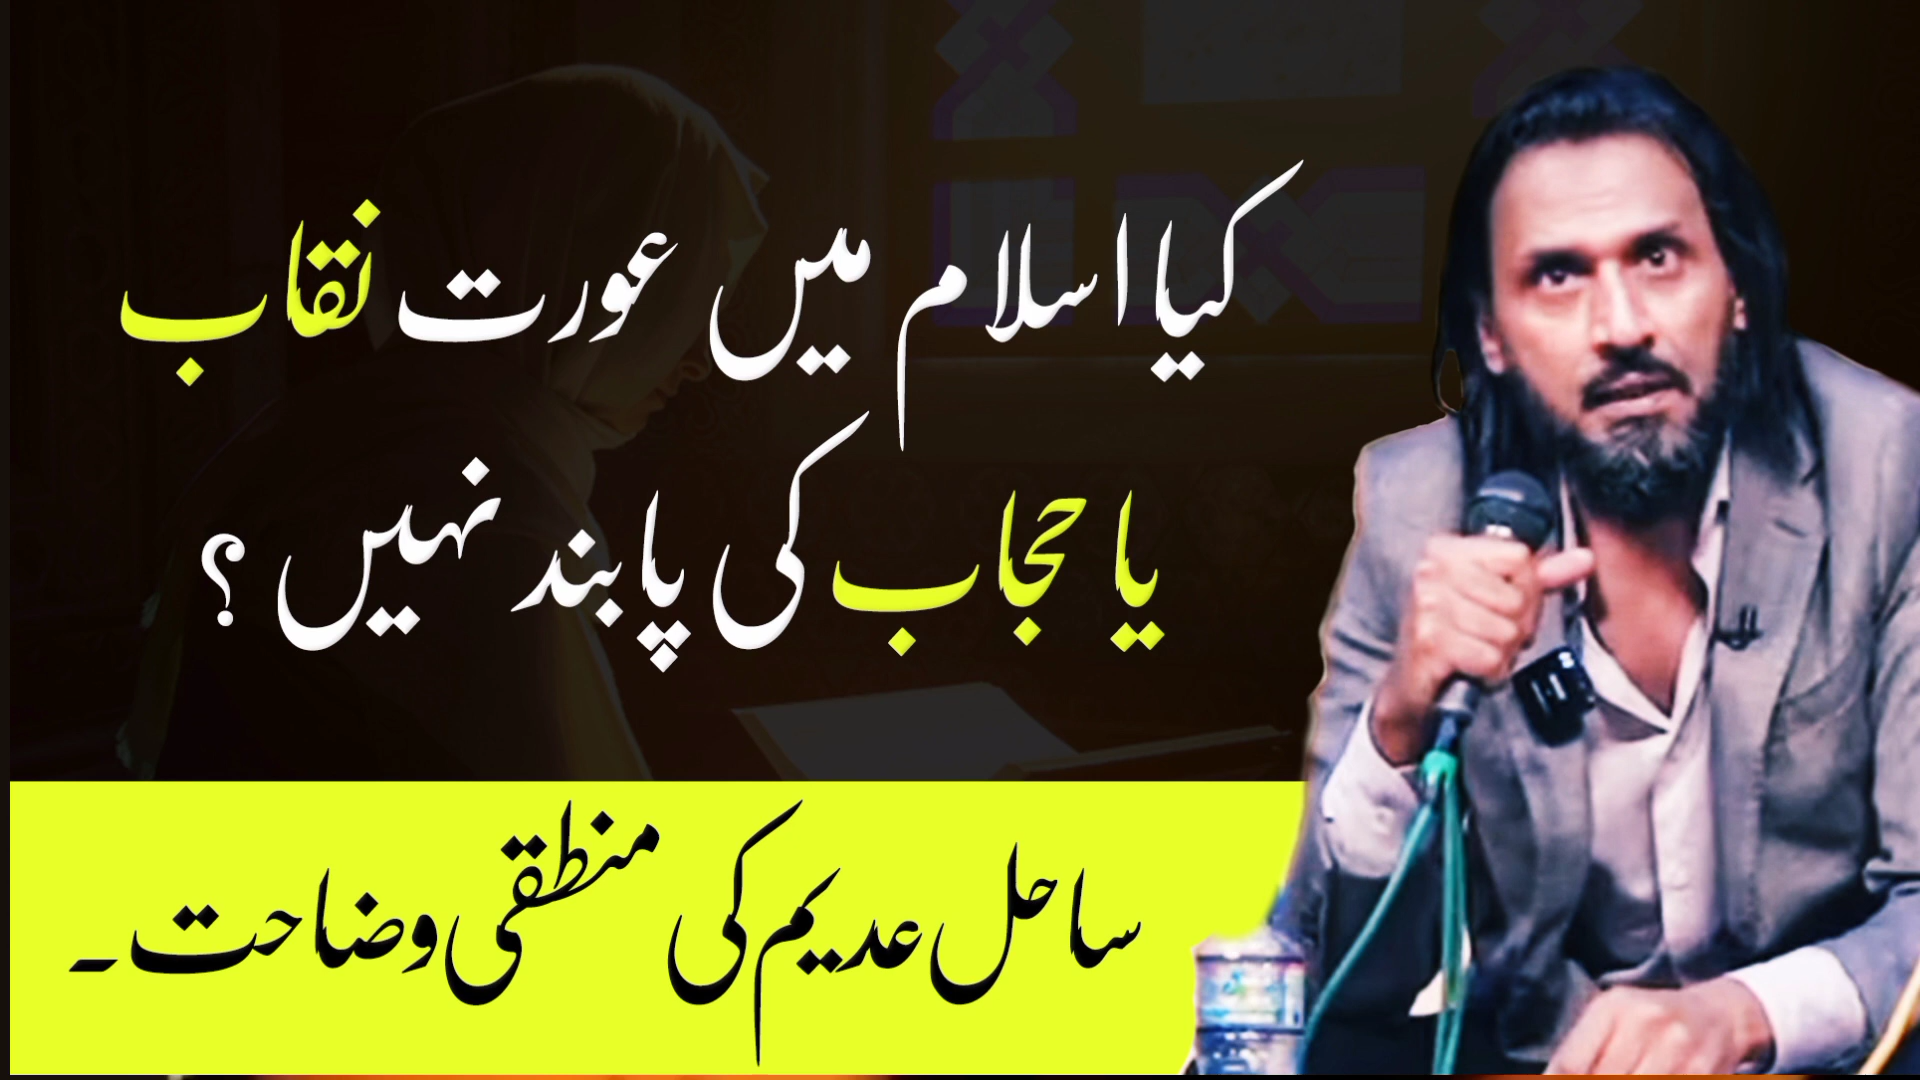 کیا اسلام میں عورت نقاب
یا حجاب کی پابند نہیں ؟
ساحل عدیم کی منطقی وضاحت۔